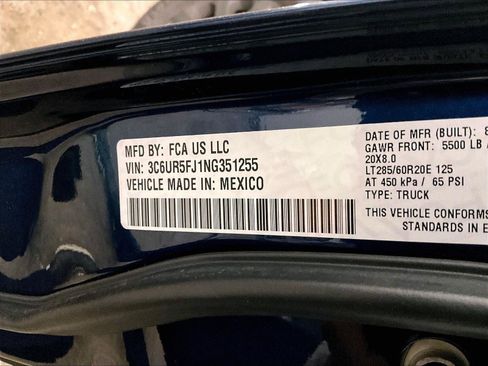 MFD BY: FCA US LLC
VIN: 3C6UR5FJ1NG351255
VEHICLE MADE IN: MEXICO
DATE OF MFR (BUILT): 8
GAWR FRONT: 5500 LB
20X8.0
LT285/60R20E 125
AT 450 kPa / 65 PSI
TYPE: TRUCK
THIS VEHICLE CONFORMS
STANDARDS IN E